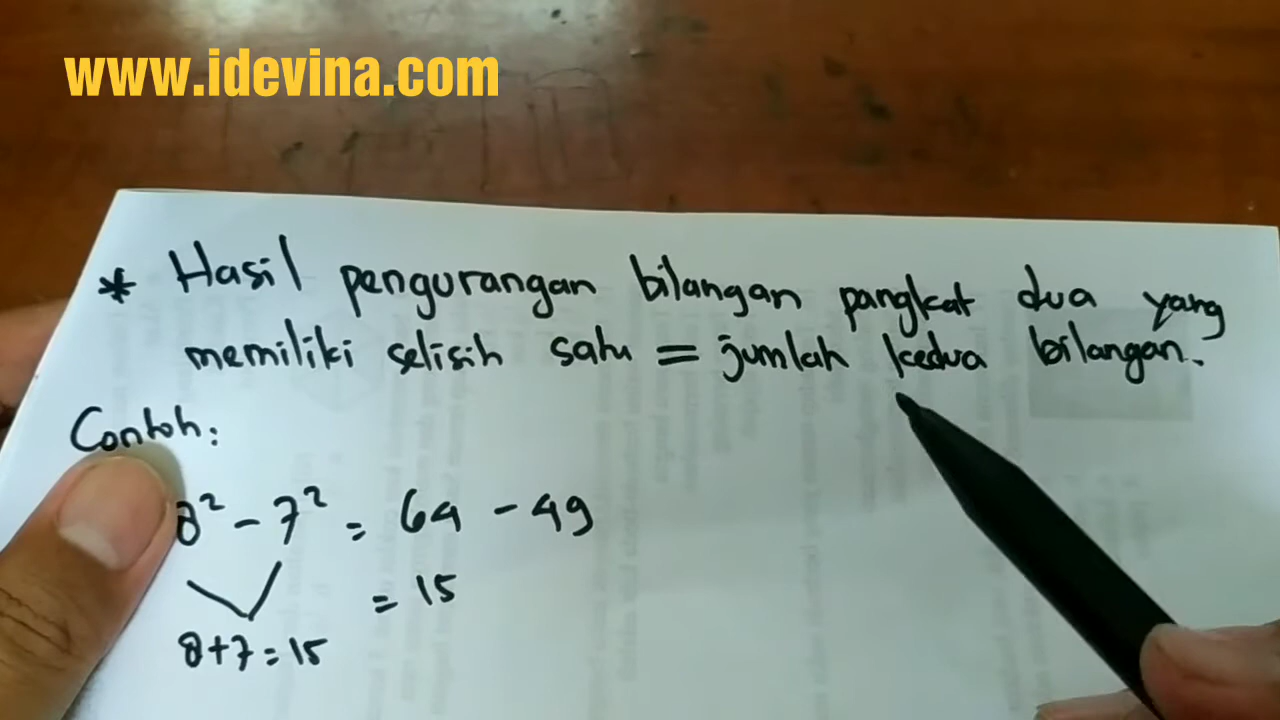 www.idevina.com
* Hasil pengurangan bilangan pangkat dua yang
memiliki selisih satu = jumlah kedua bilangan.
Contoh:
8² - 7² = 64 - 49
= 15
8+7 = 15